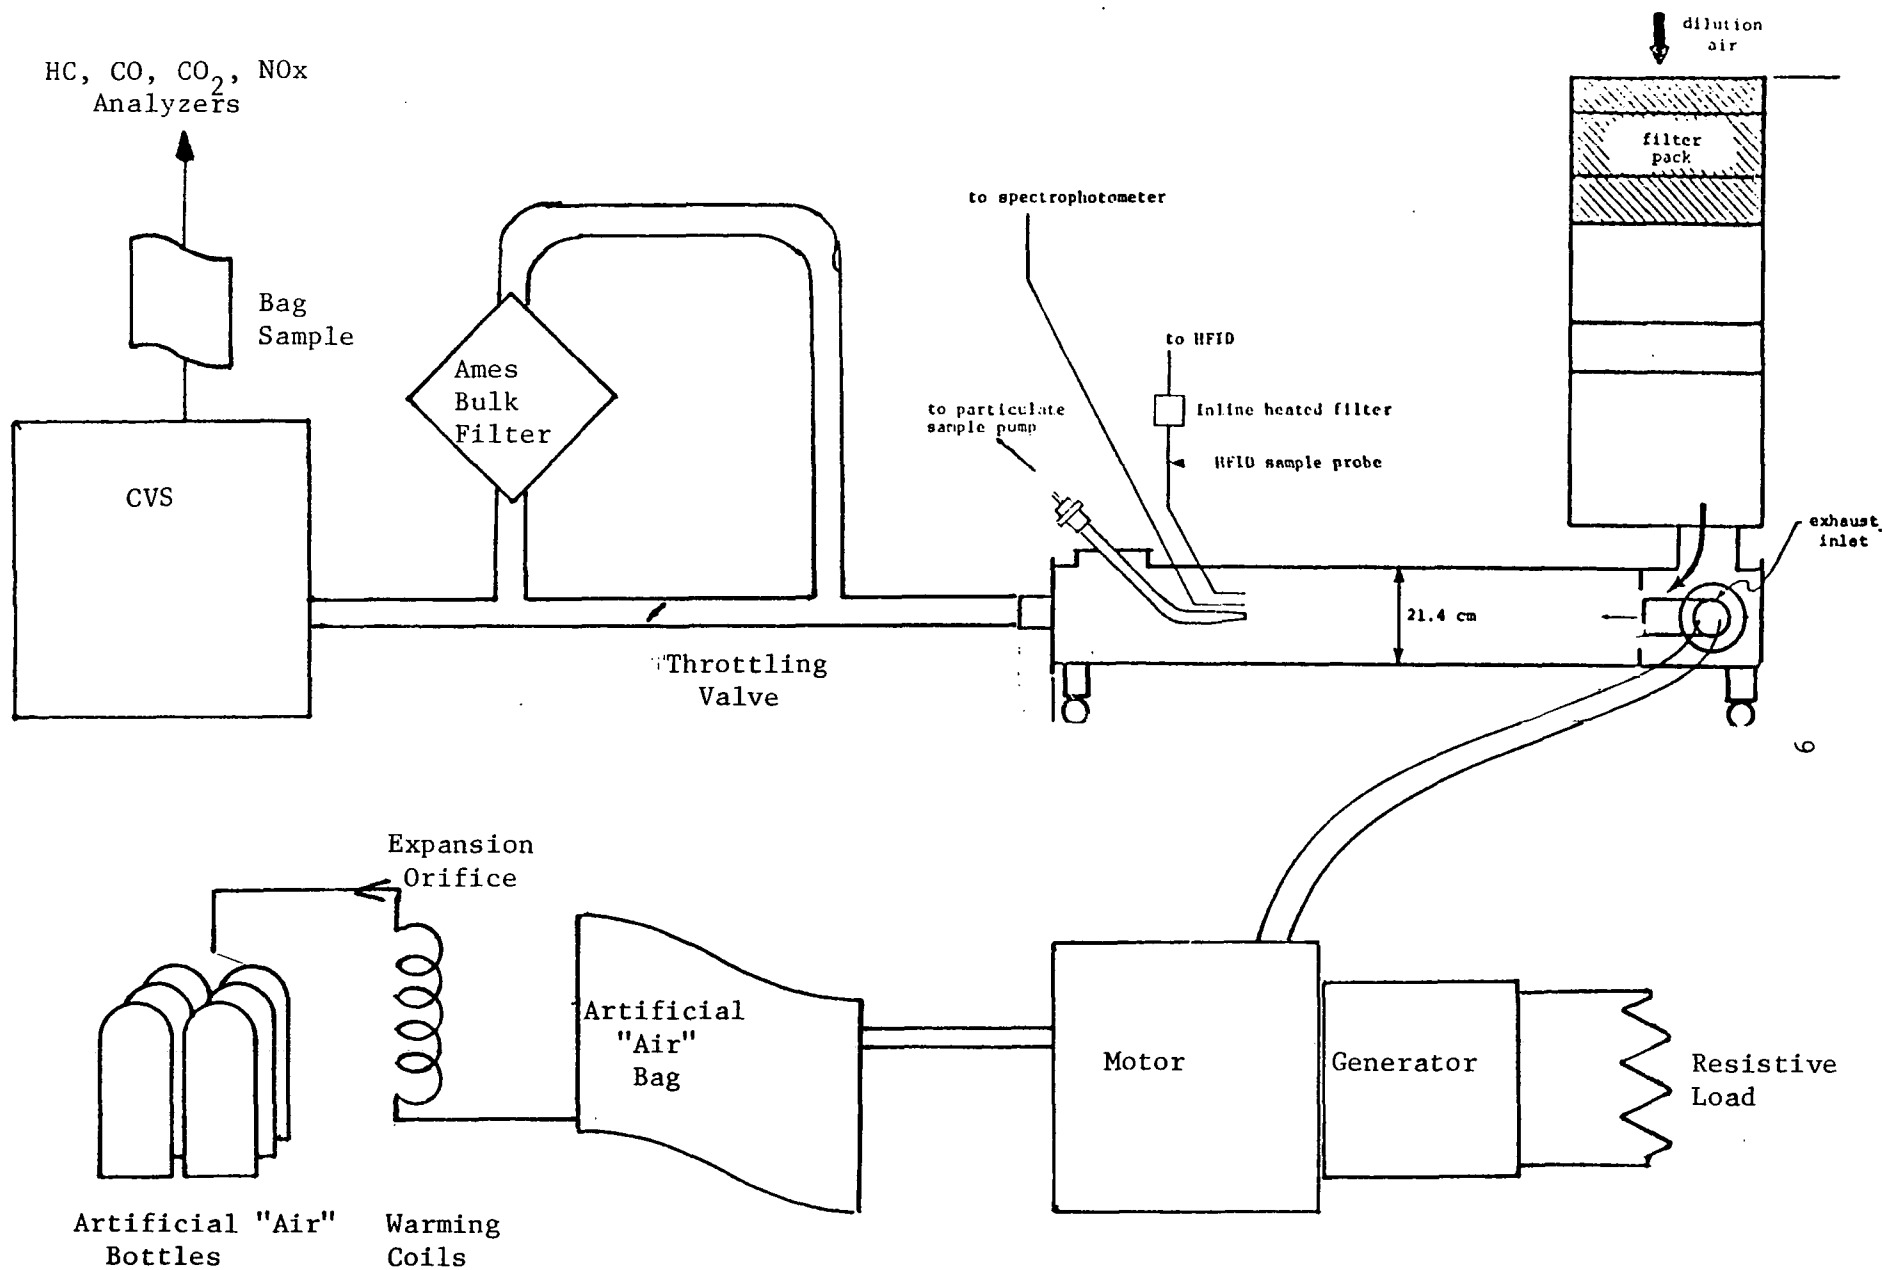 dilution
air
HC, CO, CO2, NOx
Analyzers
filter
pack
to spectrophotometer
Bag
Sample
to HFID
Ames
Bulk
Filter
to particulate
sample pump
Inline heated filter
HFID sample probe
CVS
exhaust
inlet
21.4 cm
Throttling
Valve
6
Expansion
Orifice
Artificial
"Air"
Bag
Motor
Generator
Resistive
Load
Artificial "Air"
Bottles
Warming
Coils